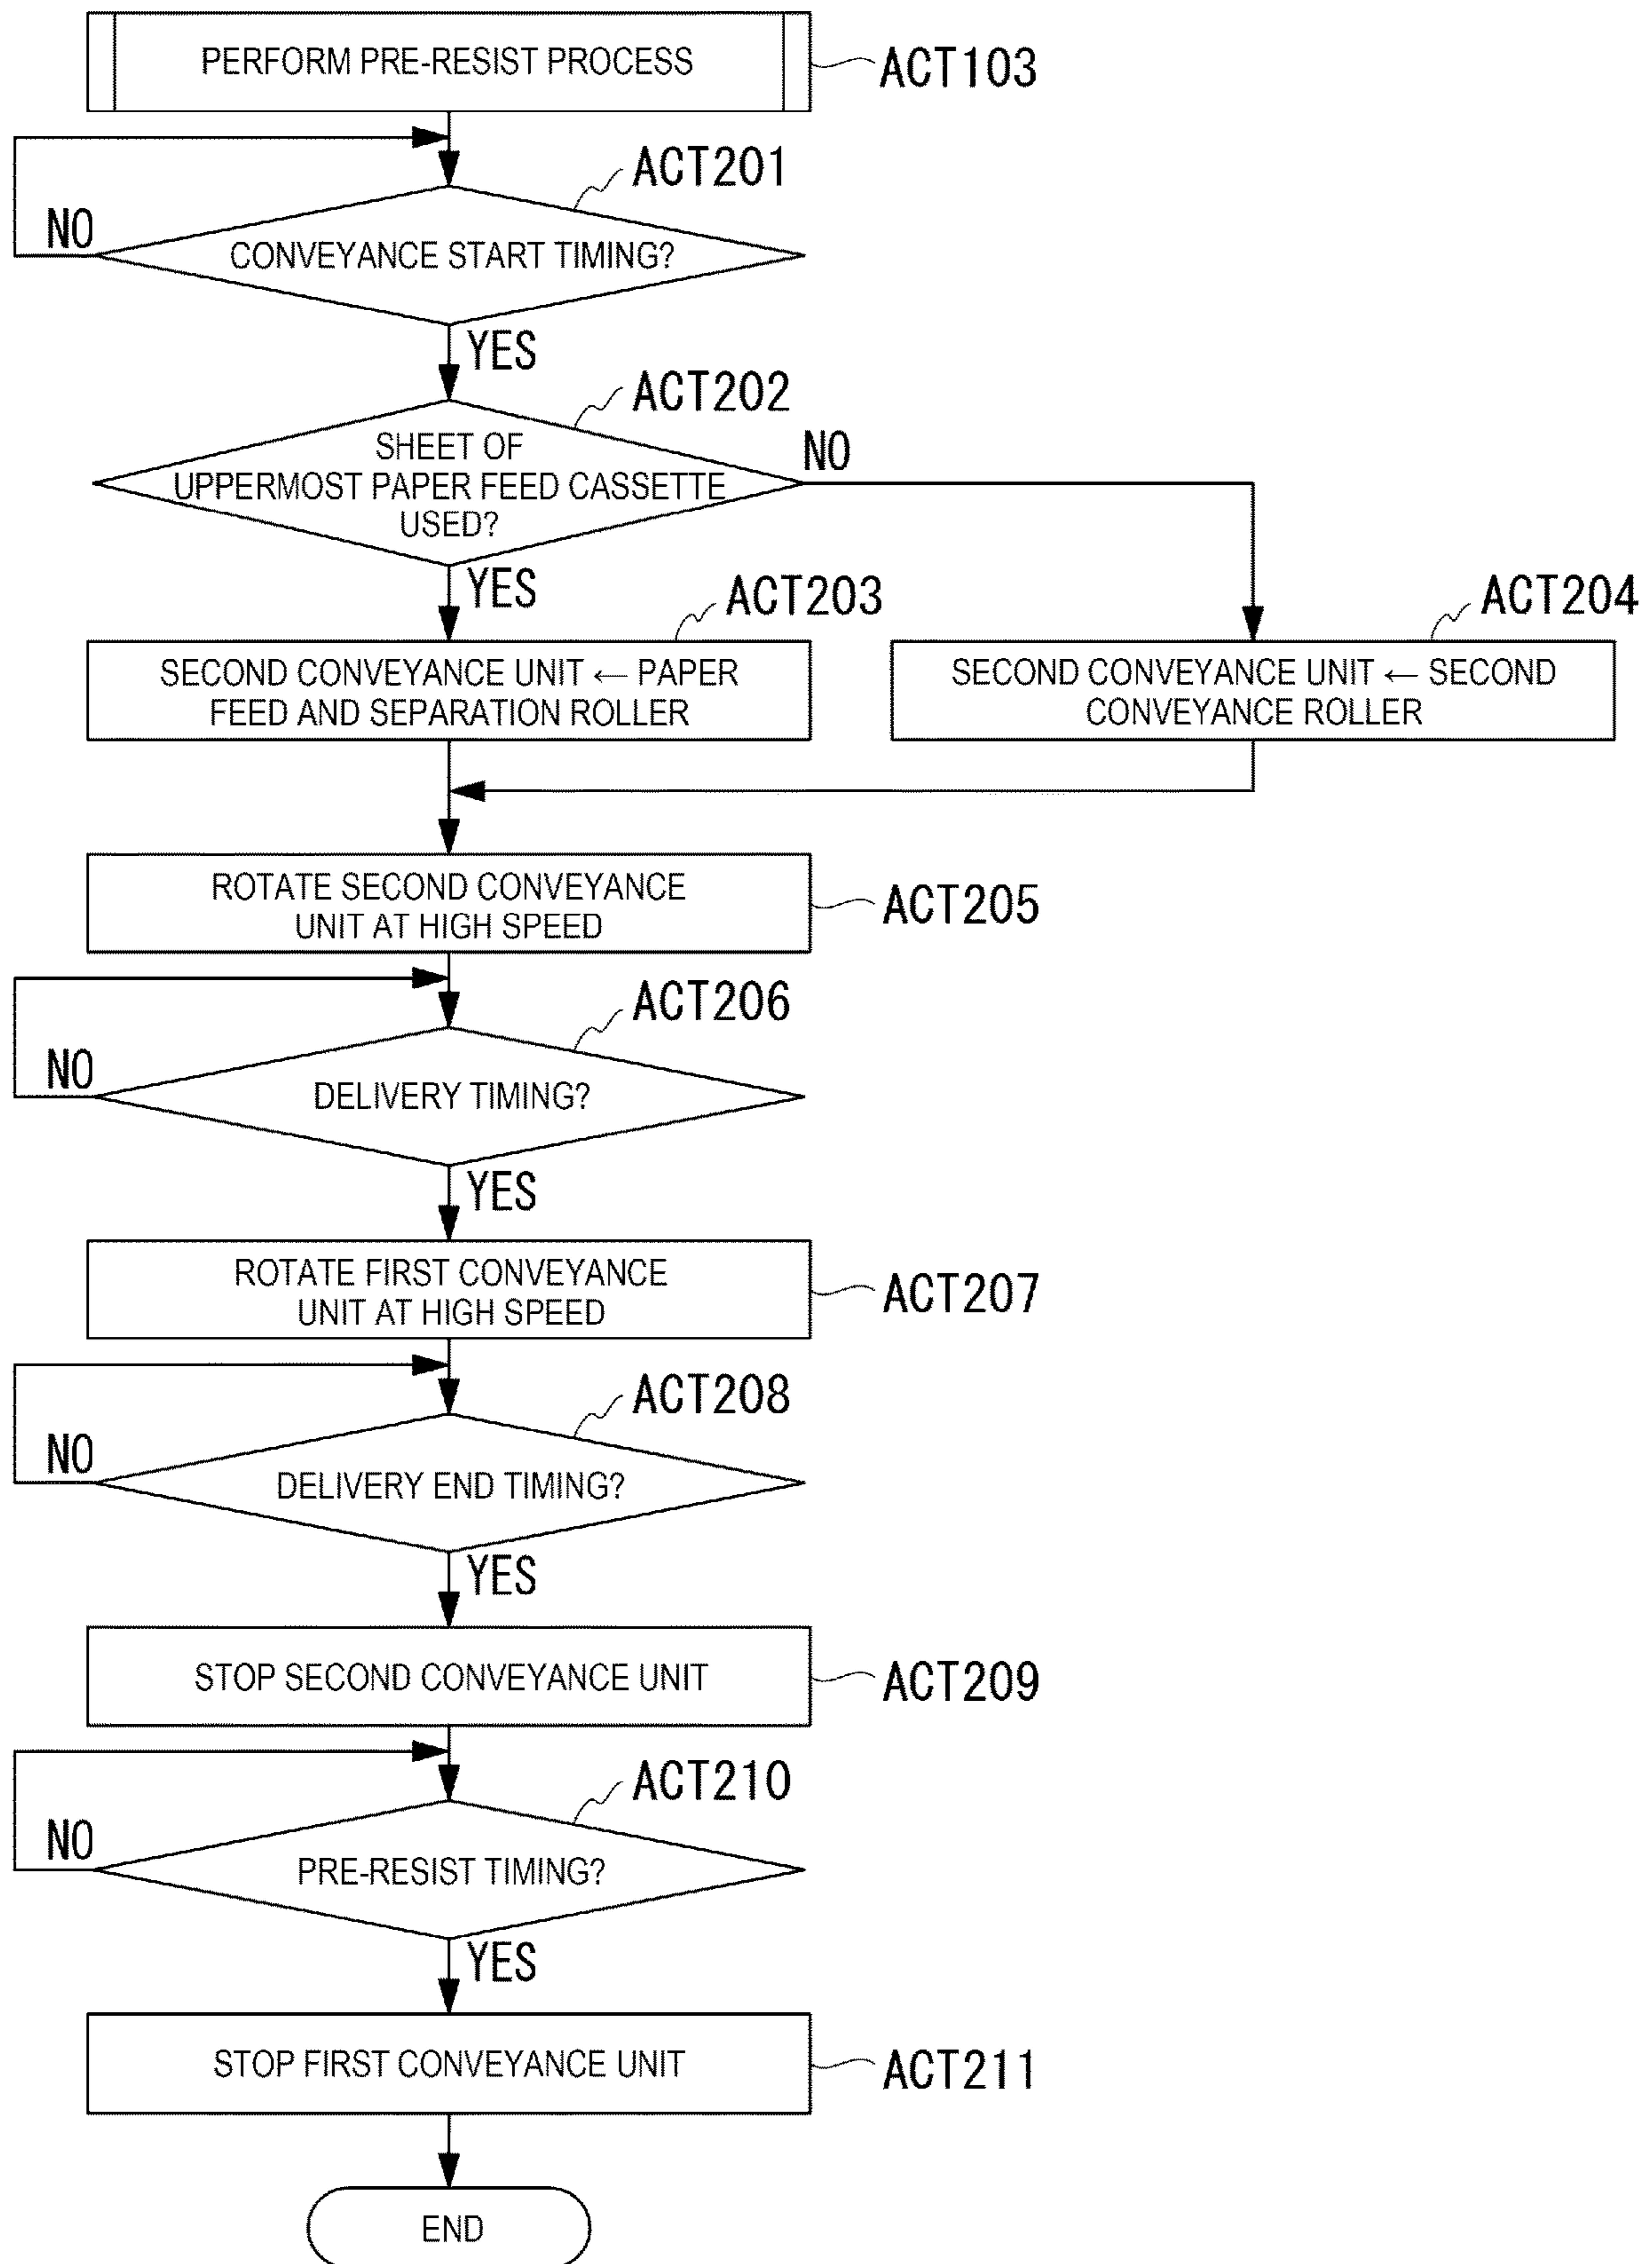 PERFORM PRE-RESIST PROCESS
ACT103
ACT201
NO
CONVEYANCE START TIMING?
YES
ACT202
SHEET OF
UPPERMOST PAPER FEED CASSETTE
USED?
NO
YES
ACT203
ACT204
SECOND CONVEYANCE UNIT ← PAPER
FEED AND SEPARATION ROLLER
SECOND CONVEYANCE UNIT ← SECOND
CONVEYANCE ROLLER
ROTATE SECOND CONVEYANCE
UNIT AT HIGH SPEED
ACT205
ACT206
NO
DELIVERY TIMING?
YES
ROTATE FIRST CONVEYANCE
UNIT AT HIGH SPEED
ACT207
ACT208
NO
DELIVERY END TIMING?
YES
STOP SECOND CONVEYANCE UNIT
ACT209
ACT210
NO
PRE-RESIST TIMING?
YES
STOP FIRST CONVEYANCE UNIT
ACT211
END